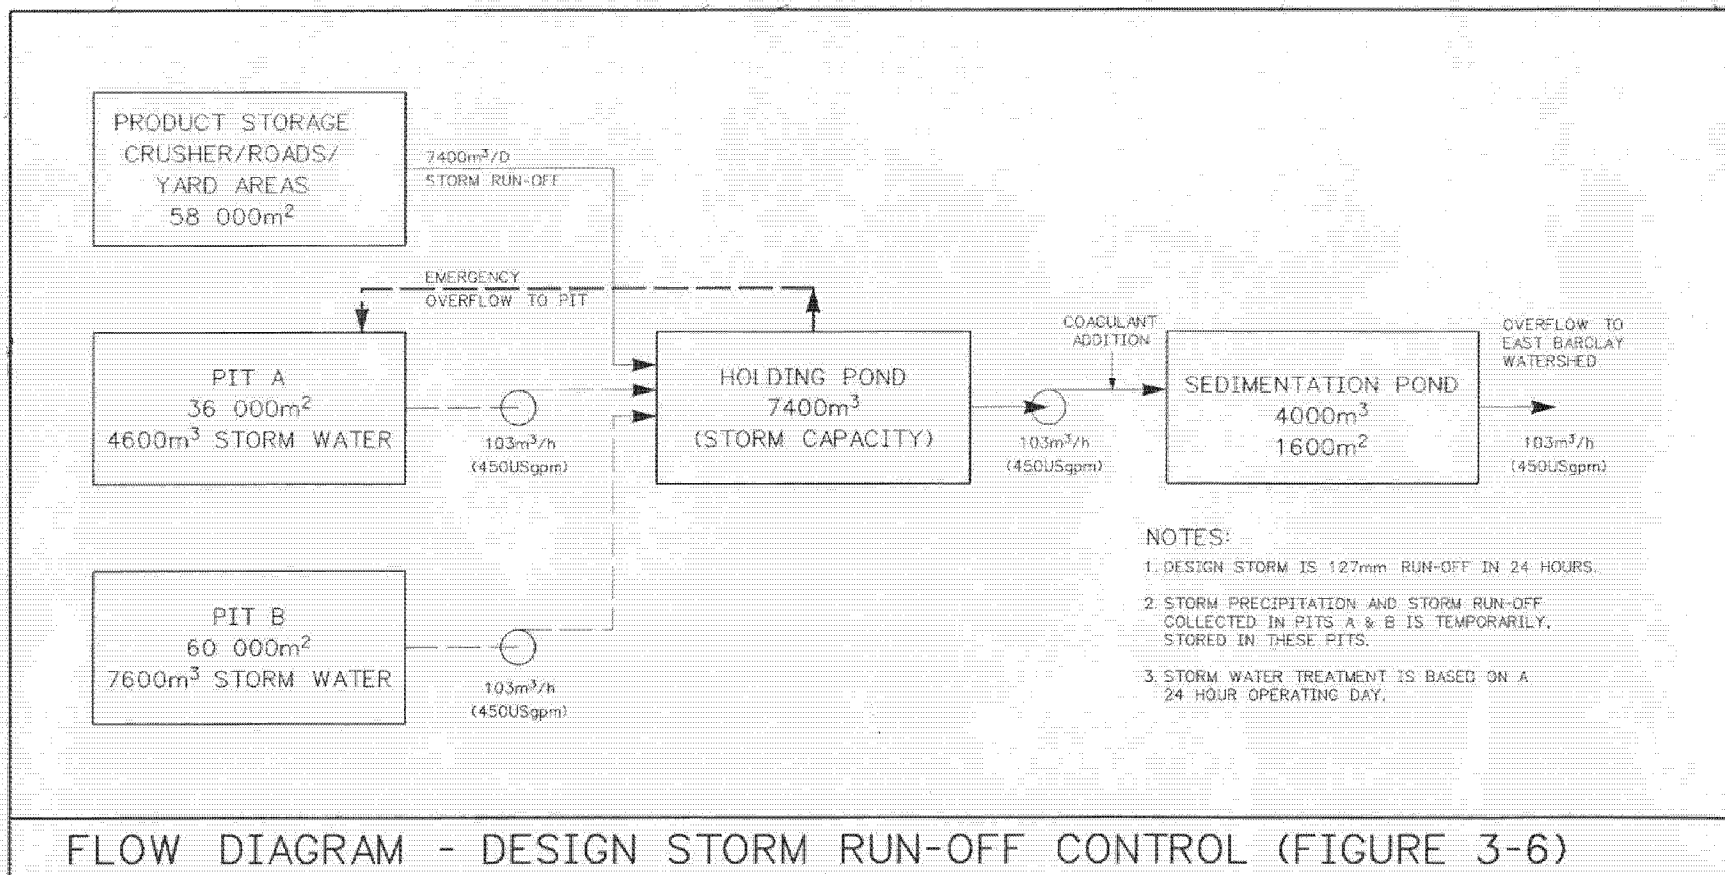 PRODUCT STORAGE
CRUSHER/ROADS/
YARD AREAS
58 000m²
7400m³/D
STORM RUN-OFF
EMERGENCY
OVERFLOW TO PIT
PIT A
36 000m²
4600m³ STORM WATER
103m³/h
(450USgpm)
HOLDING POND
7400m³
(STORM CAPACITY)
103m³/h
(450USgpm)
COAGULANT
ADDITION
SEDIMENTATION POND
4000m³
1600m²
OVERFLOW TO
EAST BARCLAY
WATERSHED
103m³/h
(450USgpm)
PIT B
60 000m²
7600m³ STORM WATER
103m³/h
(450USgpm)
NOTES:
1. DESIGN STORM IS 127mm RUN-OFF IN 24 HOURS.
2. STORM PRECIPITATION AND STORM RUN-OFF
COLLECTED IN PITS A & B IS TEMPORARILY,
STORED IN THESE PITS.
3. STORM WATER TREATMENT IS BASED ON A
24 HOUR OPERATING DAY.
FLOW DIAGRAM - DESIGN STORM RUN-OFF CONTROL (FIGURE 3-6)